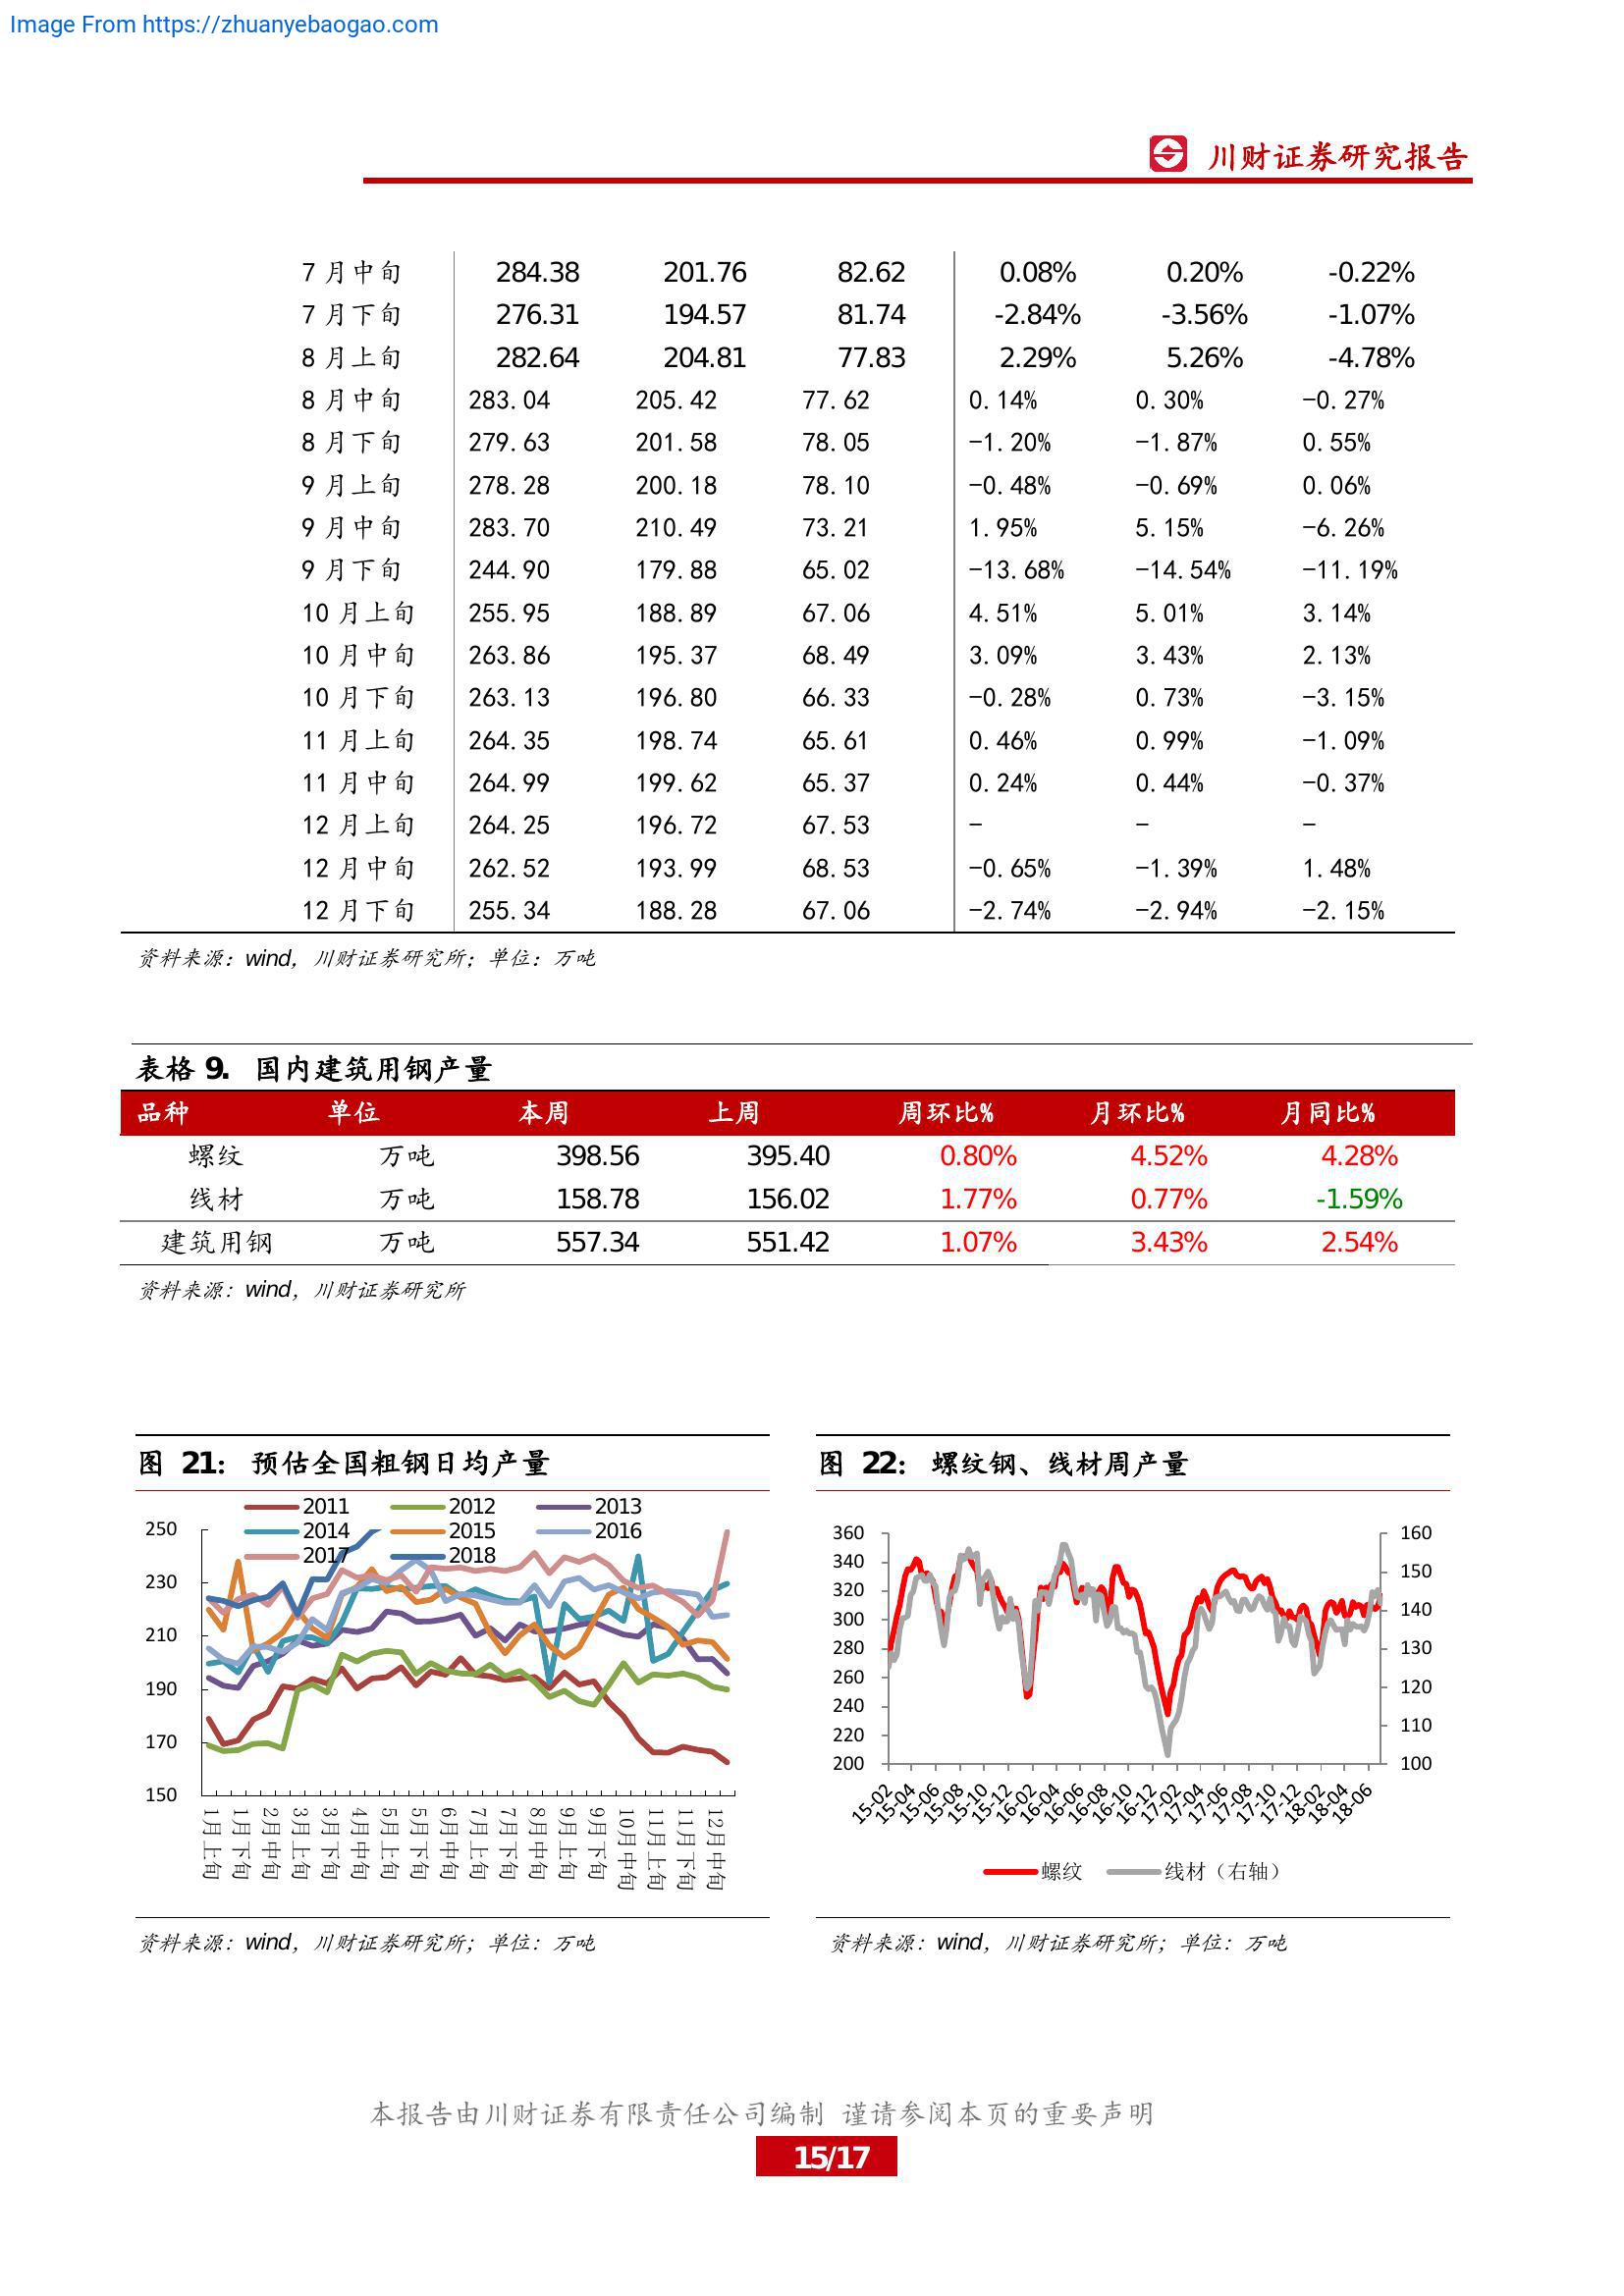 Image From https://zhuanyebaogao.com
川财证券研究报告
7 月中旬 284.38 201.76 82.62 0.08% 0.20% -0.22%
7 月下旬 276.31 194.57 81.74 -2.84% -3.56% -1.07%
8 月上旬 282.64 204.81 77.83 2.29% 5.26% -4.78%
8 月中旬 283.04 205.42 77.62 0.14% 0.30% -0.27%
8 月下旬 279.63 201.58 78.05 -1.20% -1.87% 0.55%
9 月上旬 278.28 200.18 78.10 -0.48% -0.69% 0.06%
9 月中旬 283.70 210.49 73.21 1.95% 5.15% -6.26%
9 月下旬 244.90 179.88 65.02 -13.68% -14.54% -11.19%
10 月上旬 255.95 188.89 67.06 4.51% 5.01% 3.14%
10 月中旬 263.86 195.37 68.49 3.09% 3.43% 2.13%
10 月下旬 263.13 196.80 66.33 -0.28% 0.73% -3.15%
11 月上旬 264.35 198.74 65.61 0.46% 0.99% -1.09%
11 月中旬 264.99 199.62 65.37 0.24% 0.44% -0.37%
12 月上旬 264.25 196.72 67.53 - - -
12 月中旬 262.52 193.99 68.53 -0.65% -1.39% 1.48%
12 月下旬 255.34 188.28 67.06 -2.74% -2.94% -2.15%
资料来源：wind，川财证券研究所；单位：万吨
表格 9. 国内建筑用钢产量
品种 单位 本周 上周 周环比% 月环比% 月同比%
螺纹 万吨 398.56 395.40 0.80% 4.52% 4.28%
线材 万吨 158.78 156.02 1.77% 0.77% -1.59%
建筑用钢 万吨 557.34 551.42 1.07% 3.43% 2.54%
资料来源：wind，川财证券研究所
图 21： 预估全国粗钢日均产量
2011 2012 2013
2014 2015 2016
2017 2018
250
230
210
190
170
150
1月上旬 1月下旬 2月中旬 3月上旬 3月下旬 4月中旬 5月上旬 5月下旬 6月中旬 7月上旬 7月下旬 8月中旬 9月上旬 9月下旬 10月中旬 11月上旬 11月下旬 12月中旬
资料来源：wind，川财证券研究所；单位：万吨
图 22： 螺纹钢、线材周产量
360
340
320
300
280
260
240
220
200
160
150
140
130
120
110
100
15-02 15-04 15-06 15-08 15-10 15-12 16-02 16-04 16-06 16-08 16-10 16-12 17-02 17-04 17-06 17-08 17-10 17-12 18-02 18-04 18-06
螺纹 线材（右轴）
资料来源：wind，川财证券研究所；单位：万吨
本报告由川财证券有限责任公司编制 谨请参阅本页的重要声明
15/17